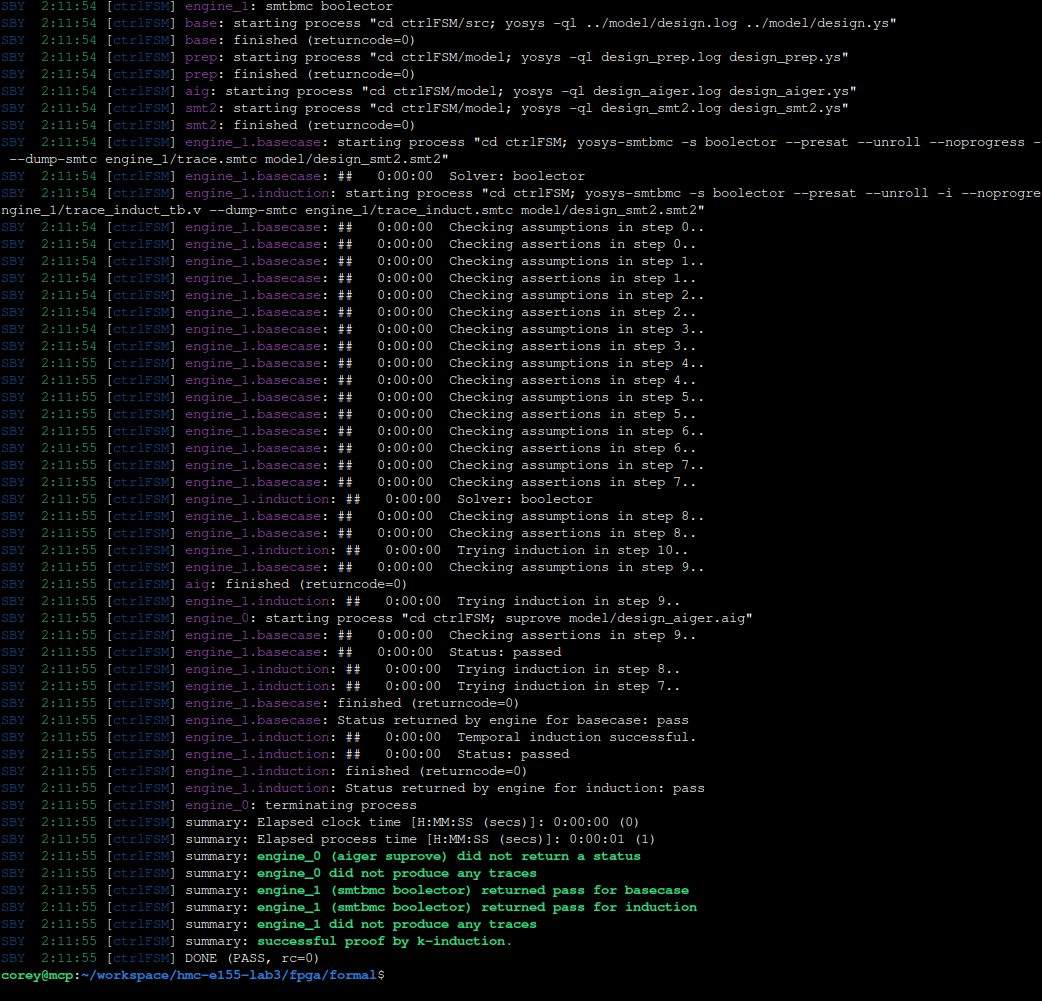 SBY  2:11:54 [ctrlFSM] engine_1: smtbmc boolector
SBY  2:11:54 [ctrlFSM] base: starting process "cd ctrlFSM/src; yosys -ql ../model/design.log ../model/design.ys"
SBY  2:11:54 [ctrlFSM] base: finished (returncode=0)
SBY  2:11:54 [ctrlFSM] prep: starting process "cd ctrlFSM/model; yosys -ql design_prep.log design_prep.ys"
SBY  2:11:54 [ctrlFSM] prep: finished (returncode=0)
SBY  2:11:54 [ctrlFSM] aig: starting process "cd ctrlFSM/model; yosys -ql design_aiger.log design_aiger.ys"
SBY  2:11:54 [ctrlFSM] smt2: starting process "cd ctrlFSM/model; yosys -ql design_smt2.log design_smt2.ys"
SBY  2:11:54 [ctrlFSM] smt2: finished (returncode=0)
SBY  2:11:54 [ctrlFSM] engine_1.basecase: starting process "cd ctrlFSM; yosys-smtbmc -s boolector --presat --unroll --noprogress -
 --dump-smtc engine_1/trace.smtc model/design_smt2.smt2"
SBY  2:11:54 [ctrlFSM] engine_1.basecase: ##   0:00:00  Solver: boolector
SBY  2:11:54 [ctrlFSM] engine_1.induction: starting process "cd ctrlFSM; yosys-smtbmc -s boolector --presat --unroll -i --noprogre
ngine_1/trace_induct_tb.v --dump-smtc engine_1/trace_induct.smtc model/design_smt2.smt2"
SBY  2:11:54 [ctrlFSM] engine_1.basecase: ##   0:00:00  Checking assumptions in step 0..
SBY  2:11:54 [ctrlFSM] engine_1.basecase: ##   0:00:00  Checking assertions in step 0..
SBY  2:11:54 [ctrlFSM] engine_1.basecase: ##   0:00:00  Checking assumptions in step 1..
SBY  2:11:54 [ctrlFSM] engine_1.basecase: ##   0:00:00  Checking assertions in step 1..
SBY  2:11:54 [ctrlFSM] engine_1.basecase: ##   0:00:00  Checking assumptions in step 2..
SBY  2:11:54 [ctrlFSM] engine_1.basecase: ##   0:00:00  Checking assertions in step 2..
SBY  2:11:54 [ctrlFSM] engine_1.basecase: ##   0:00:00  Checking assumptions in step 3..
SBY  2:11:54 [ctrlFSM] engine_1.basecase: ##   0:00:00  Checking assertions in step 3..
SBY  2:11:55 [ctrlFSM] engine_1.basecase: ##   0:00:00  Checking assumptions in step 4..
SBY  2:11:55 [ctrlFSM] engine_1.basecase: ##   0:00:00  Checking assertions in step 4..
SBY  2:11:55 [ctrlFSM] engine_1.basecase: ##   0:00:00  Checking assumptions in step 5..
SBY  2:11:55 [ctrlFSM] engine_1.basecase: ##   0:00:00  Checking assertions in step 5..
SBY  2:11:55 [ctrlFSM] engine_1.basecase: ##   0:00:00  Checking assumptions in step 6..
SBY  2:11:55 [ctrlFSM] engine_1.basecase: ##   0:00:00  Checking assertions in step 6..
SBY  2:11:55 [ctrlFSM] engine_1.basecase: ##   0:00:00  Checking assumptions in step 7..
SBY  2:11:55 [ctrlFSM] engine_1.basecase: ##   0:00:00  Checking assertions in step 7..
SBY  2:11:55 [ctrlFSM] engine_1.induction: ##   0:00:00  Solver: boolector
SBY  2:11:55 [ctrlFSM] engine_1.basecase: ##   0:00:00  Checking assumptions in step 8..
SBY  2:11:55 [ctrlFSM] engine_1.basecase: ##   0:00:00  Checking assertions in step 8..
SBY  2:11:55 [ctrlFSM] engine_1.induction: ##   0:00:00  Trying induction in step 10..
SBY  2:11:55 [ctrlFSM] engine_1.basecase: ##   0:00:00  Checking assumptions in step 9..
SBY  2:11:55 [ctrlFSM] aig: finished (returncode=0)
SBY  2:11:55 [ctrlFSM] engine_1.induction: ##   0:00:00  Trying induction in step 9..
SBY  2:11:55 [ctrlFSM] engine_0: starting process "cd ctrlFSM; suprove model/design_aiger.aig"
SBY  2:11:55 [ctrlFSM] engine_1.basecase: ##   0:00:00  Checking assertions in step 9..
SBY  2:11:55 [ctrlFSM] engine_1.basecase: ##   0:00:00  Status: passed
SBY  2:11:55 [ctrlFSM] engine_1.induction: ##   0:00:00  Trying induction in step 8..
SBY  2:11:55 [ctrlFSM] engine_1.induction: ##   0:00:00  Trying induction in step 7..
SBY  2:11:55 [ctrlFSM] engine_1.basecase: finished (returncode=0)
SBY  2:11:55 [ctrlFSM] engine_1.basecase: Status returned by engine for basecase: pass
SBY  2:11:55 [ctrlFSM] engine_1.induction: ##   0:00:00  Temporal induction successful.
SBY  2:11:55 [ctrlFSM] engine_1.induction: ##   0:00:00  Status: passed
SBY  2:11:55 [ctrlFSM] engine_1.induction: finished (returncode=0)
SBY  2:11:55 [ctrlFSM] engine_1.induction: Status returned by engine for induction: pass
SBY  2:11:55 [ctrlFSM] engine_0: terminating process
SBY  2:11:55 [ctrlFSM] summary: Elapsed clock time [H:MM:SS (secs)]: 0:00:00 (0)
SBY  2:11:55 [ctrlFSM] summary: Elapsed process time [H:MM:SS (secs)]: 0:00:01 (1)
SBY  2:11:55 [ctrlFSM] summary: engine_0 (aiger suprove) did not return a status
SBY  2:11:55 [ctrlFSM] summary: engine_0 did not produce any traces
SBY  2:11:55 [ctrlFSM] summary: engine_1 (smtbmc boolector) returned pass for basecase
SBY  2:11:55 [ctrlFSM] summary: engine_1 (smtbmc boolector) returned pass for induction
SBY  2:11:55 [ctrlFSM] summary: engine_1 did not produce any traces
SBY  2:11:55 [ctrlFSM] summary: successful proof by k-induction.
SBY  2:11:55 [ctrlFSM] DONE (PASS, rc=0)
corey@mcp:~/workspace/hmc-e155-lab3/fpga/formal$